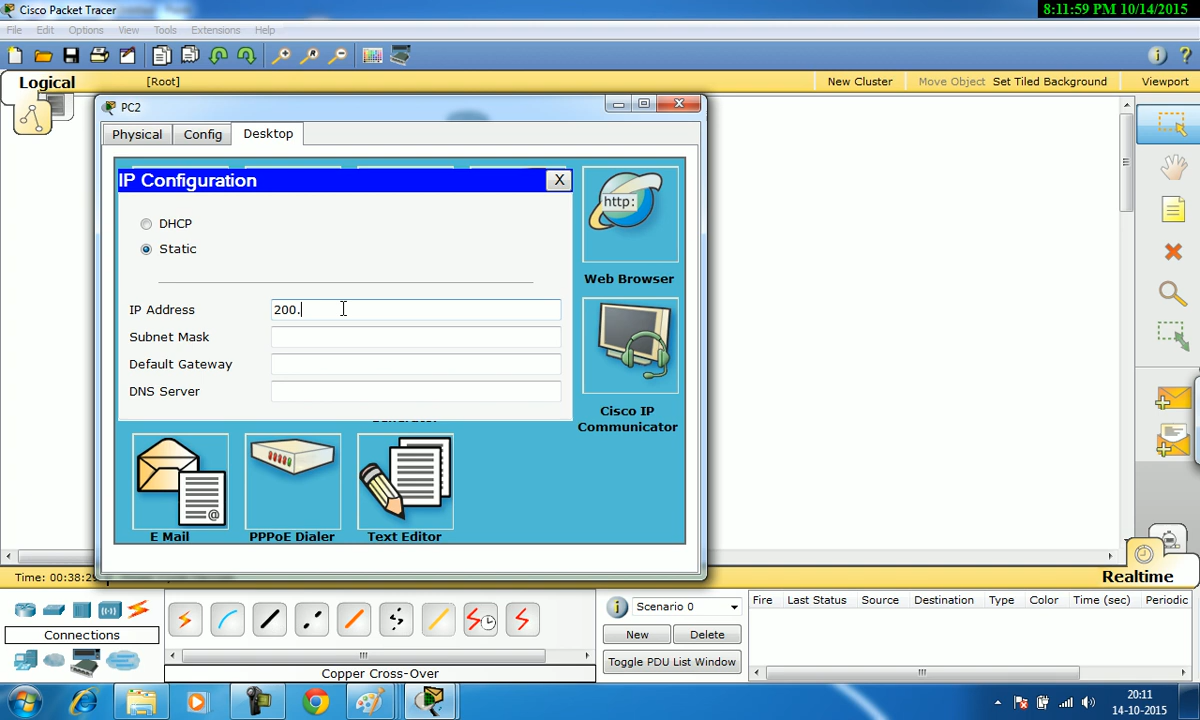 Cisco Packet Tracer
8:11:59 PM 10/14/2015
File Edit Options View Tools Extensions Help
Logical
[Root]
New Cluster
Move Object
Set Tiled Background
Viewport
PC2
Physical
Config
Desktop
IP Configuration
X
DHCP
Static
IP Address
200.
Subnet Mask
Default Gateway
DNS Server
http:
Web Browser
Cisco IP
Communicator
@
E Mail
PPPoE Dialer
Text Editor
Time: 00:38:29
Realtime
Connections
Copper Cross-Over
Scenario 0
New
Delete
Toggle PDU List Window
Fire Last Status Source Destination Type Color Time (sec) Periodic
20:11
14-10-2015